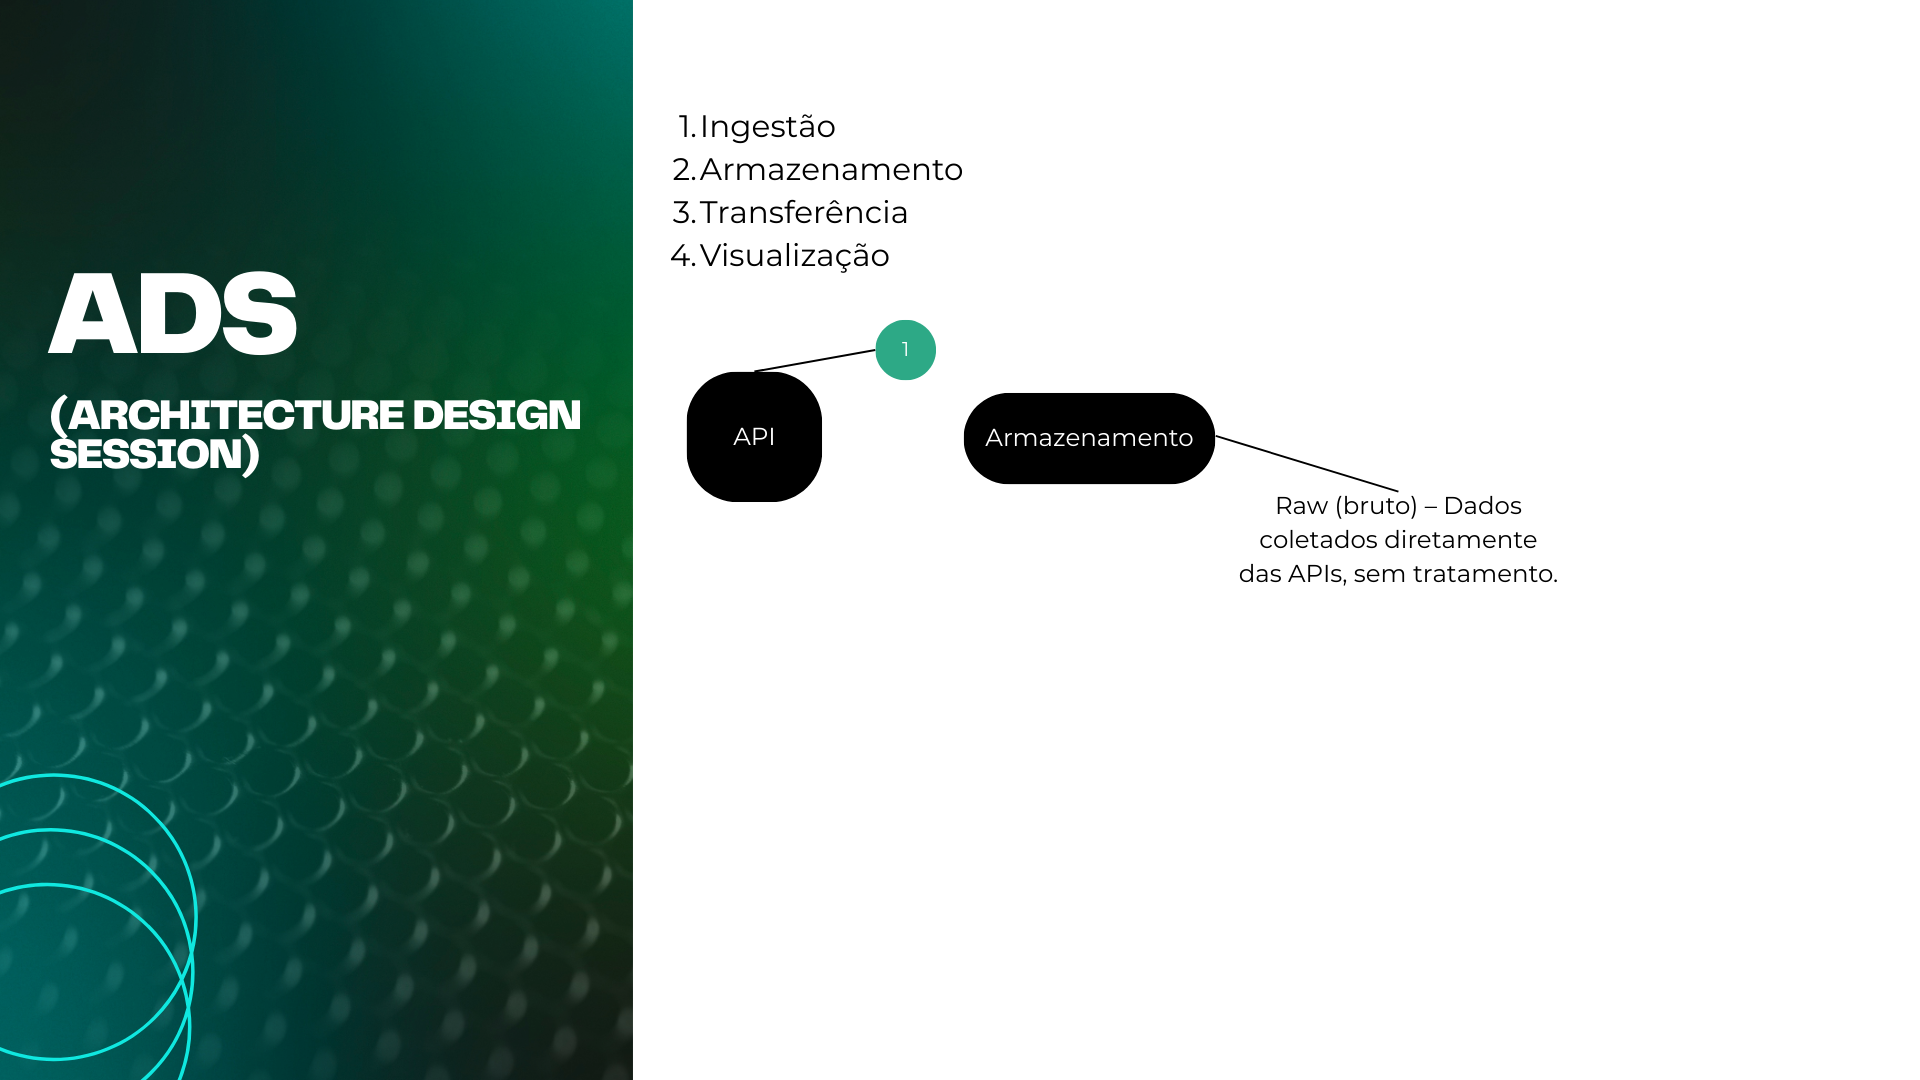 ADS
(ARCHITECTURE DESIGN
SESSION)
1. Ingestão
2. Armazenamento
3. Transferência
4. Visualização
1
API
Armazenamento
Raw (bruto) – Dados
coletados diretamente
das APIs, sem tratamento.